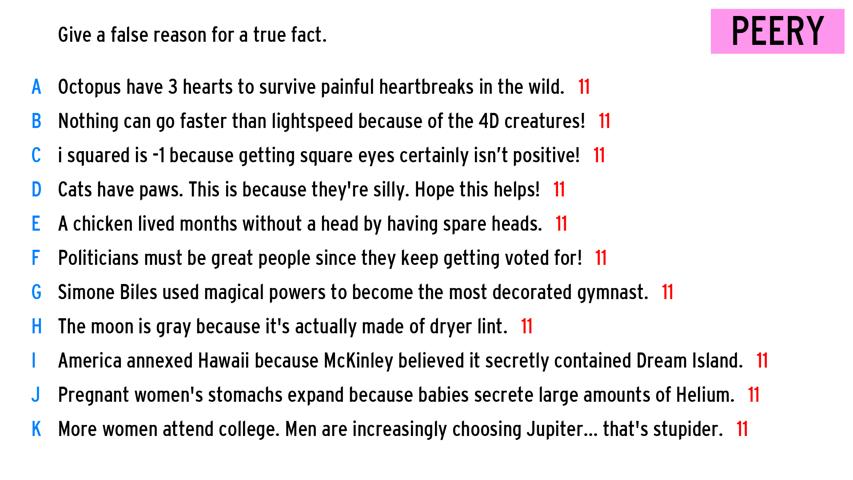 Give a false reason for a true fact.
PEERY
A Octopus have 3 hearts to survive painful heartbreaks in the wild. 11
B Nothing can go faster than lightspeed because of the 4D creatures! 11
C i squared is -1 because getting square eyes certainly isn’t positive! 11
D Cats have paws. This is because they're silly. Hope this helps! 11
E A chicken lived months without a head by having spare heads. 11
F Politicians must be great people since they keep getting voted for! 11
G Simone Biles used magical powers to become the most decorated gymnast. 11
H The moon is gray because it's actually made of dryer lint. 11
I America annexed Hawaii because McKinley believed it secretly contained Dream Island. 11
J Pregnant women's stomachs expand because babies secrete large amounts of Helium. 11
K More women attend college. Men are increasingly choosing Jupiter... that's stupider. 11